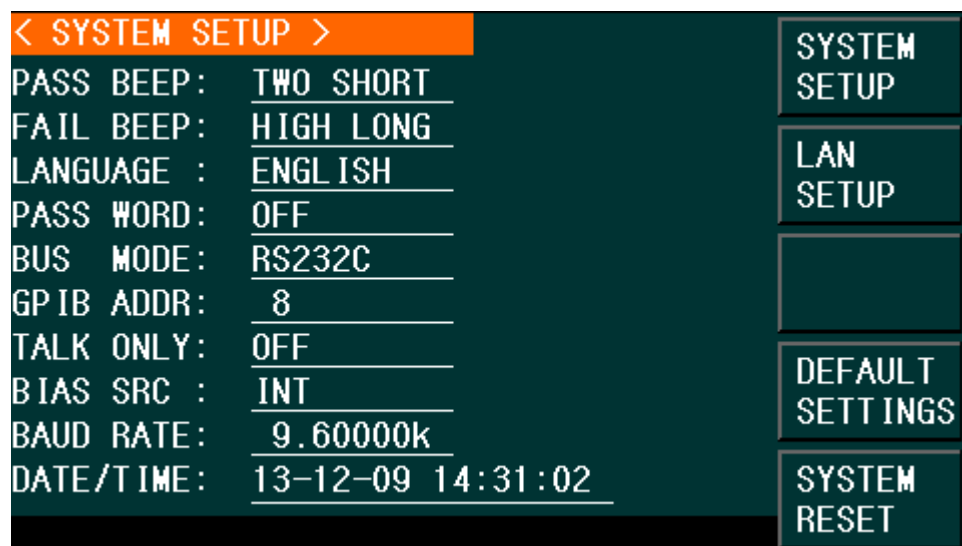 < SYSTEM SETUP >
PASS BEEP: TWO SHORT
FAIL BEEP: HIGH LONG
LANGUAGE : ENGLISH
PASS WORD: OFF
BUS MODE: RS232C
GPIB ADDR: 8
TALK ONLY: OFF
BIAS SRC : INT
BAUD RATE: 9.60000k
DATE/TIME: 13-12-09 14:31:02
SYSTEM
SETUP
LAN
SETUP
DEFAULT
SETTINGS
SYSTEM
RESET